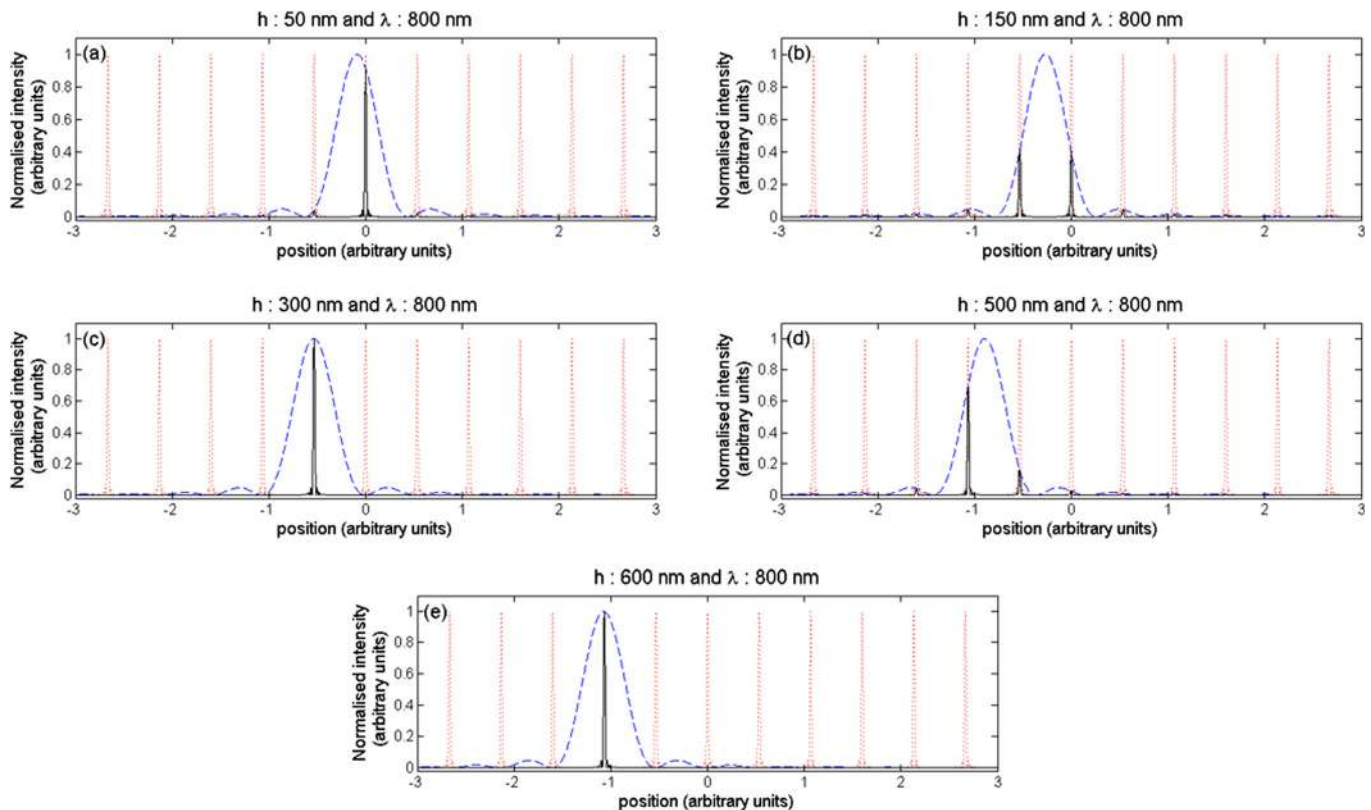 h : 50 nm and λ : 800 nm
(a)
Normalised intensity
(arbitrary units)
1
0.8
0.6
0.4
0.2
0
-3 -2 -1 0 1 2 3
position (arbitrary units)
h : 150 nm and λ : 800 nm
(b)
Normalised intensity
(arbitrary units)
1
0.8
0.6
0.4
0.2
0
-3 -2 -1 0 1 2 3
position (arbitrary units)
h : 300 nm and λ : 800 nm
(c)
Normalised intensity
(arbitrary units)
1
0.8
0.6
0.4
0.2
0
-3 -2 -1 0 1 2 3
position (arbitrary units)
h : 500 nm and λ : 800 nm
(d)
Normalised intensity
(arbitrary units)
1
0.8
0.6
0.4
0.2
0
-3 -2 -1 0 1 2 3
position (arbitrary units)
h : 600 nm and λ : 800 nm
(e)
Normalised intensity
(arbitrary units)
1
0.8
0.6
0.4
0.2
0
-3 -2 -1 0 1 2 3
position (arbitrary units)